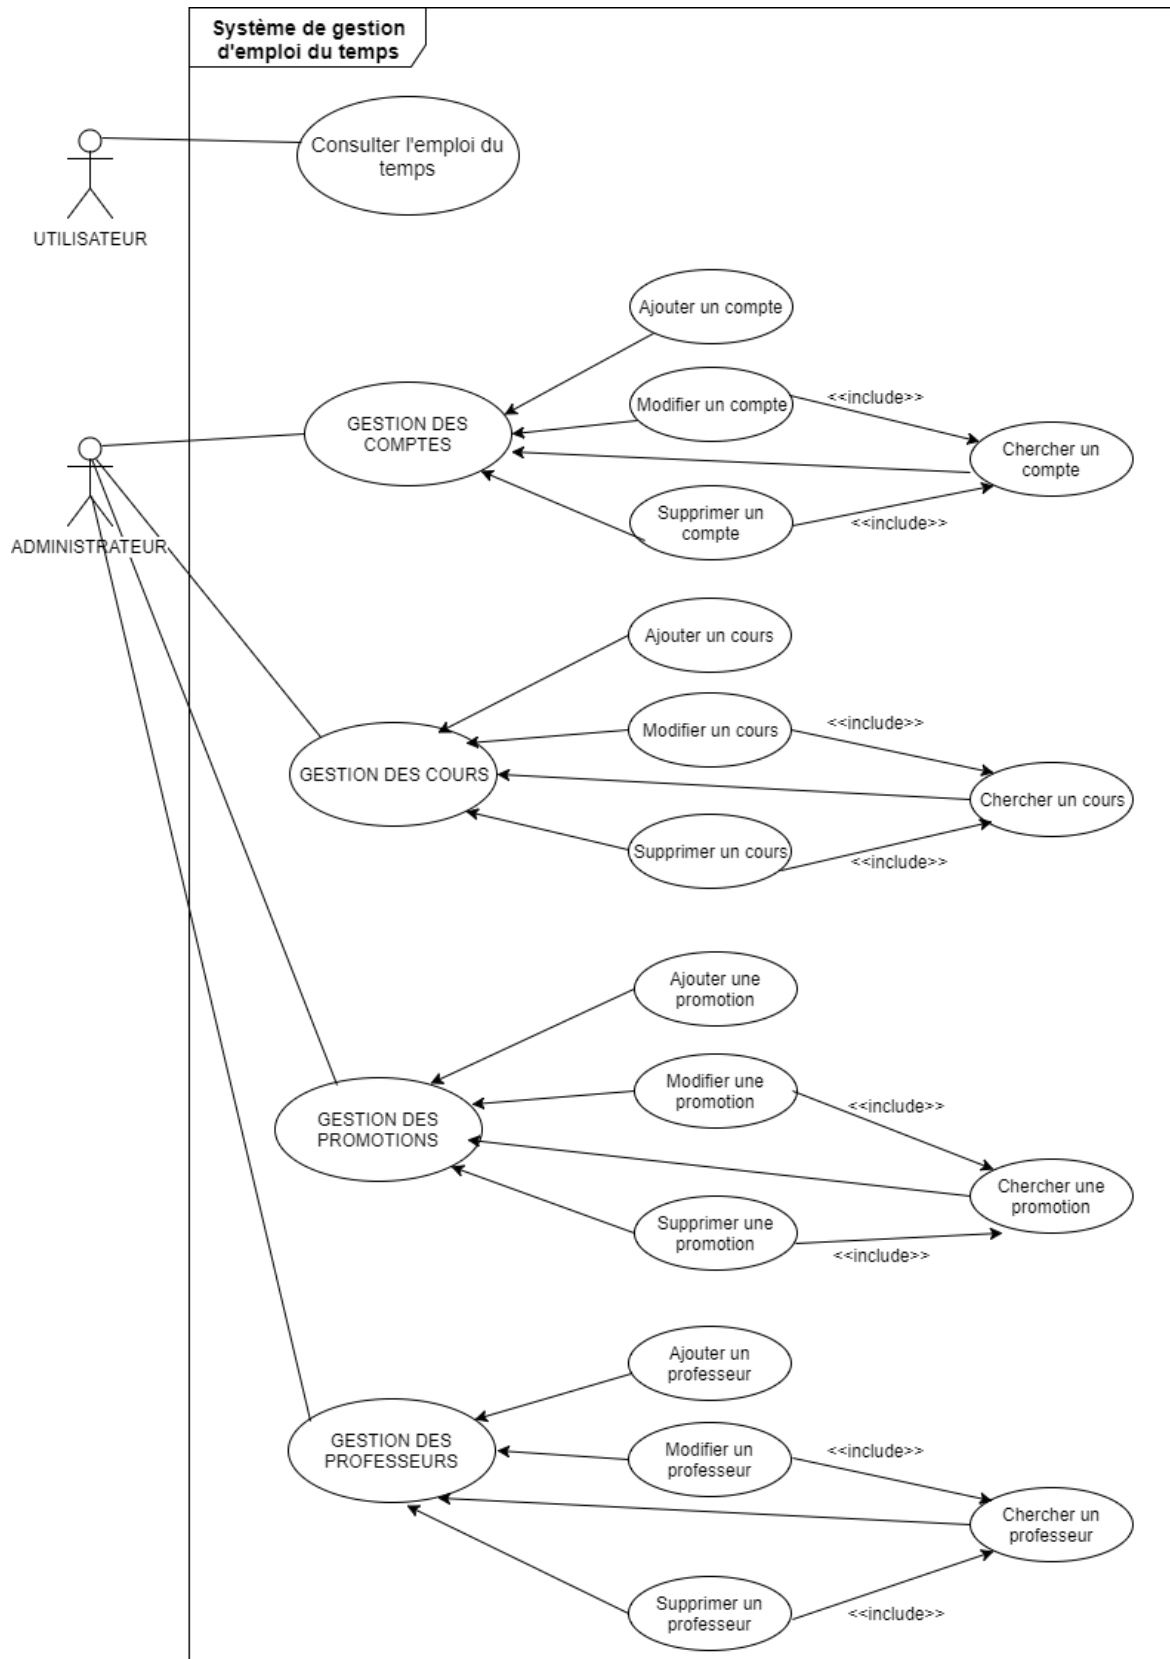 Système de gestion
d'emploi du temps
Consulter l'emploi du
temps
UTILISATEUR
Ajouter un compte
Modifier un compte
<<include>>
GESTION DES
COMPTES
Chercher un
compte
Supprimer un
compte
<<include>>
ADMINISTRATEUR
Ajouter un cours
Modifier un cours
<<include>>
GESTION DES COURS
Chercher un cours
Supprimer un cours
<<include>>
Ajouter une
promotion
Modifier une
promotion
<<include>>
GESTION DES
PROMOTIONS
Chercher une
promotion
Supprimer une
promotion
<<include>>
Ajouter un
professeur
GESTION DES
PROFESSEURS
Modifier un
professeur
<<include>>
Chercher un
professeur
Supprimer un
professeur
<<include>>